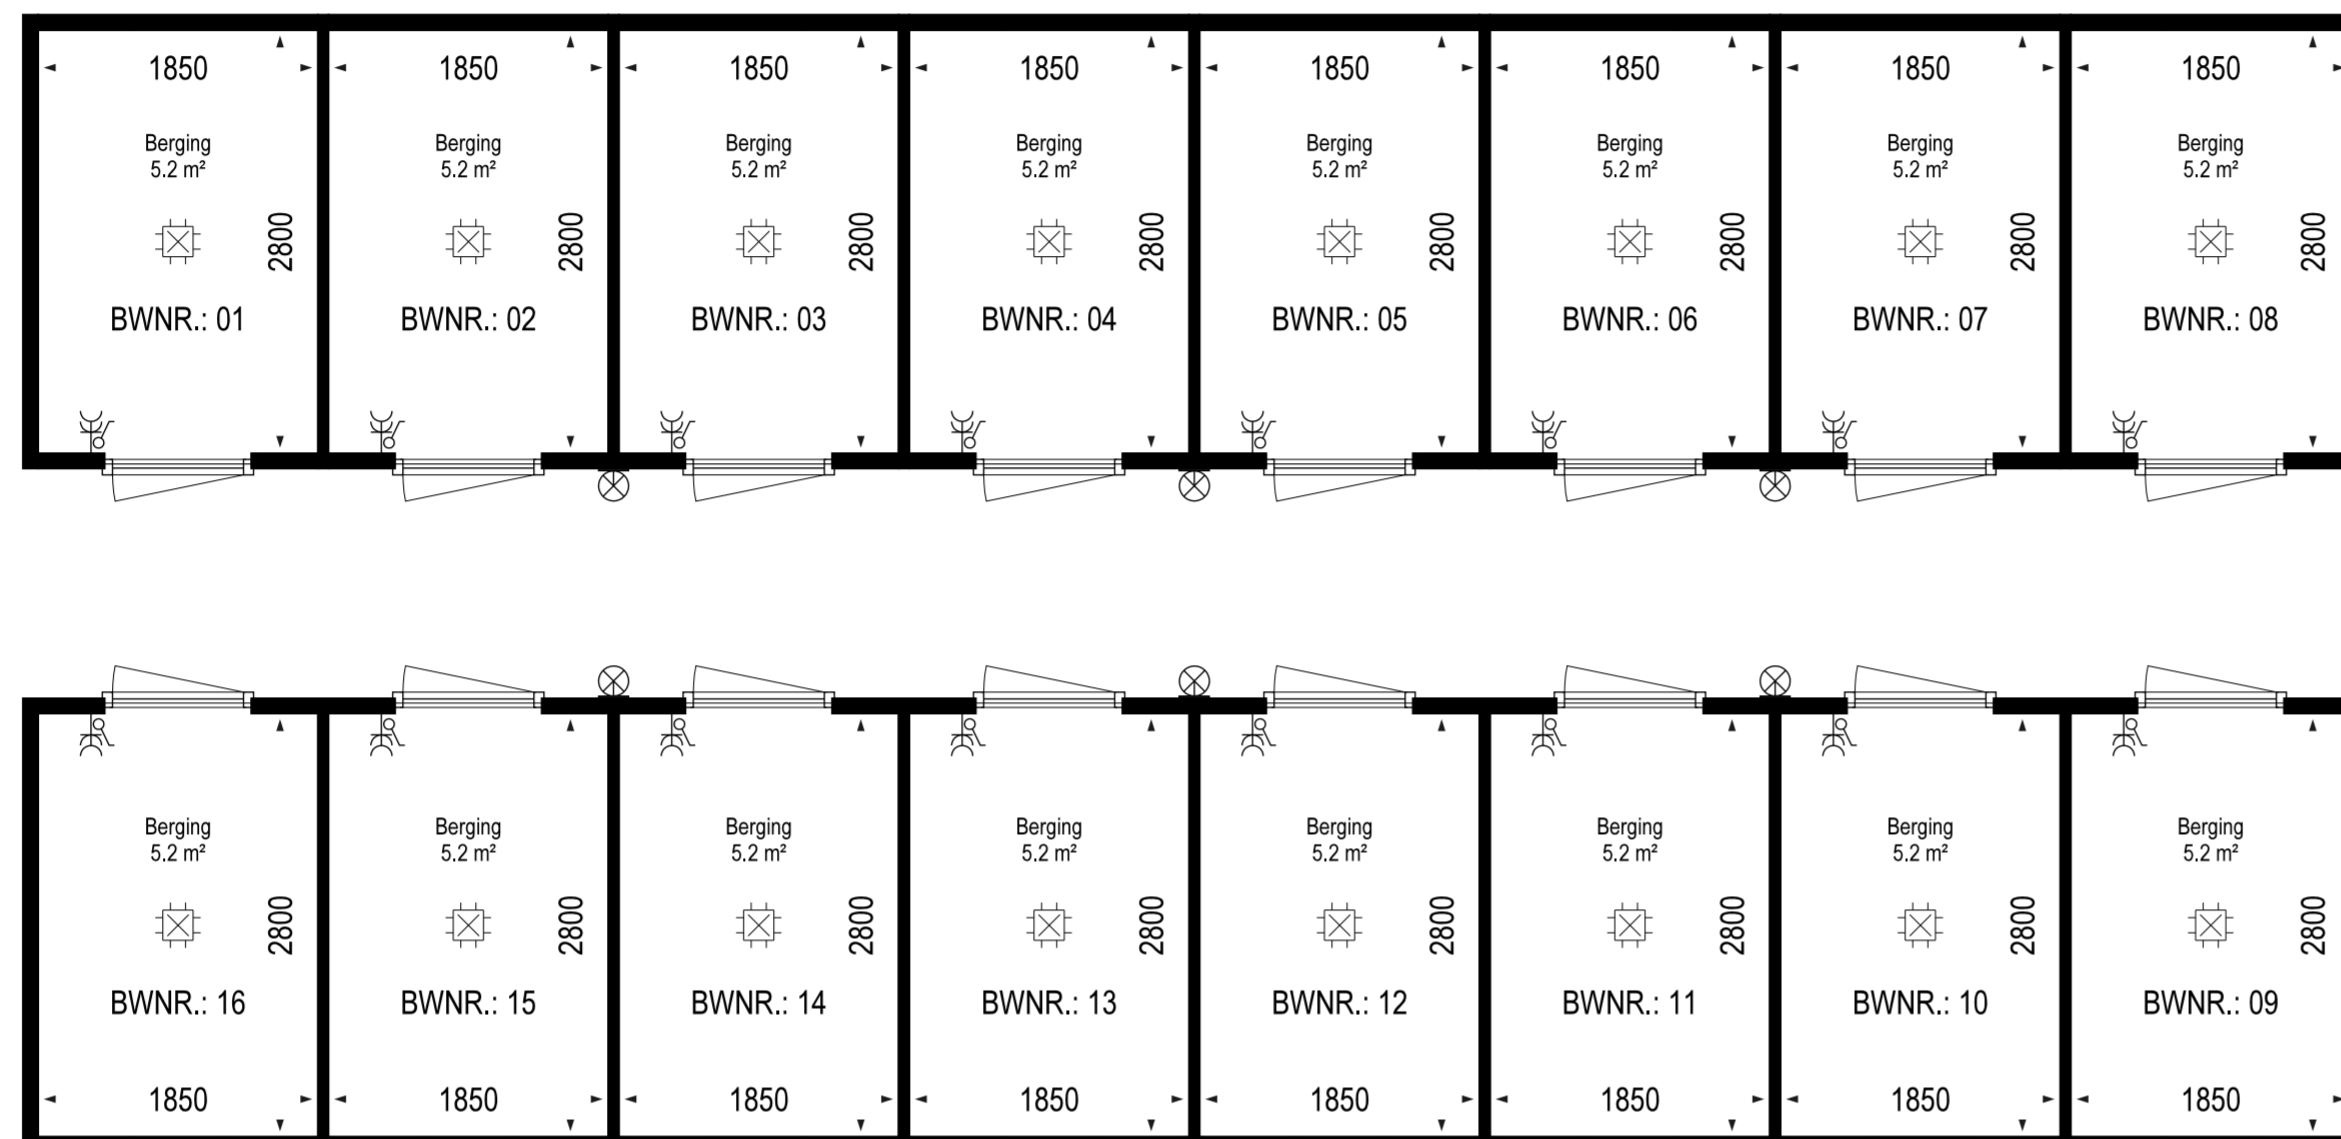 1850 1850 1850 1850 1850 1850 1850 1850
Berging Berging Berging Berging Berging Berging Berging Berging
5.2 m² 5.2 m² 5.2 m² 5.2 m² 5.2 m² 5.2 m² 5.2 m² 5.2 m²
2800 2800 2800 2800 2800 2800 2800 2800
BWNR.: 01 BWNR.: 02 BWNR.: 03 BWNR.: 04 BWNR.: 05 BWNR.: 06 BWNR.: 07 BWNR.: 08
Berging Berging Berging Berging Berging Berging Berging Berging
5.2 m² 5.2 m² 5.2 m² 5.2 m² 5.2 m² 5.2 m² 5.2 m² 5.2 m²
2800 2800 2800 2800 2800 2800 2800 2800
BWNR.: 16 BWNR.: 15 BWNR.: 14 BWNR.: 13 BWNR.: 12 BWNR.: 11 BWNR.: 10 BWNR.: 09
1850 1850 1850 1850 1850 1850 1850 1850